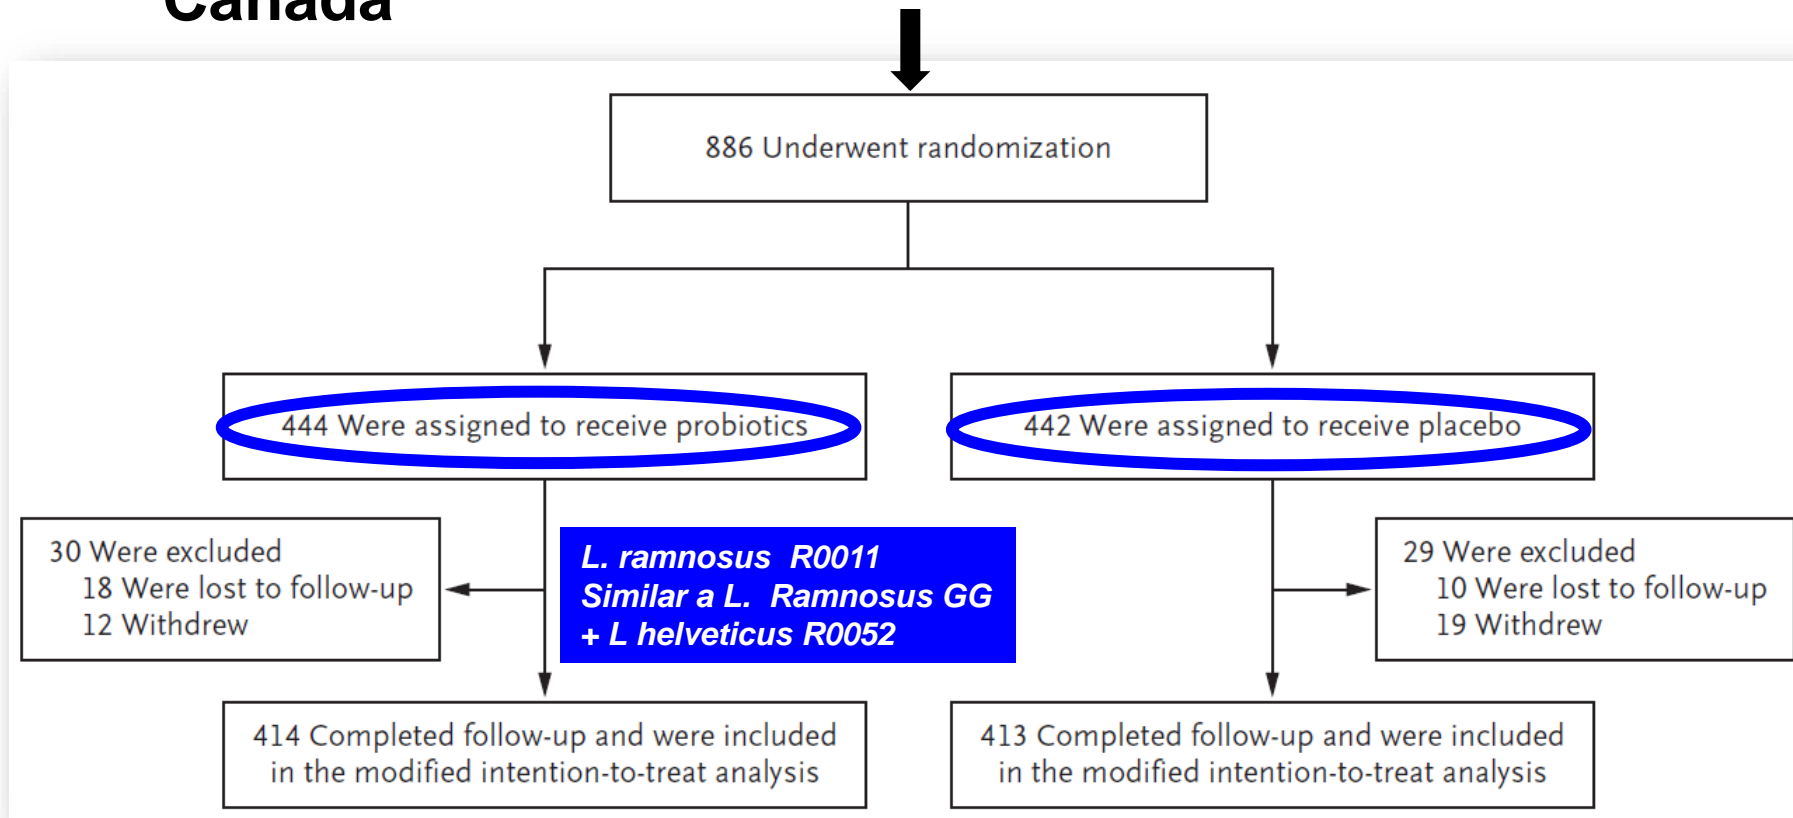 Canada
886 Underwent randomization
444 Were assigned to receive probiotics
442 Were assigned to receive placebo
30 Were excluded
18 Were lost to follow-up
12 Withdrew
L. ramnosus R0011
Similar a L. Ramnosus GG
+ L helveticus R0052
29 Were excluded
10 Were lost to follow-up
19 Withdrew
414 Completed follow-up and were included
in the modified intention-to-treat analysis
413 Completed follow-up and were included
in the modified intention-to-treat analysis